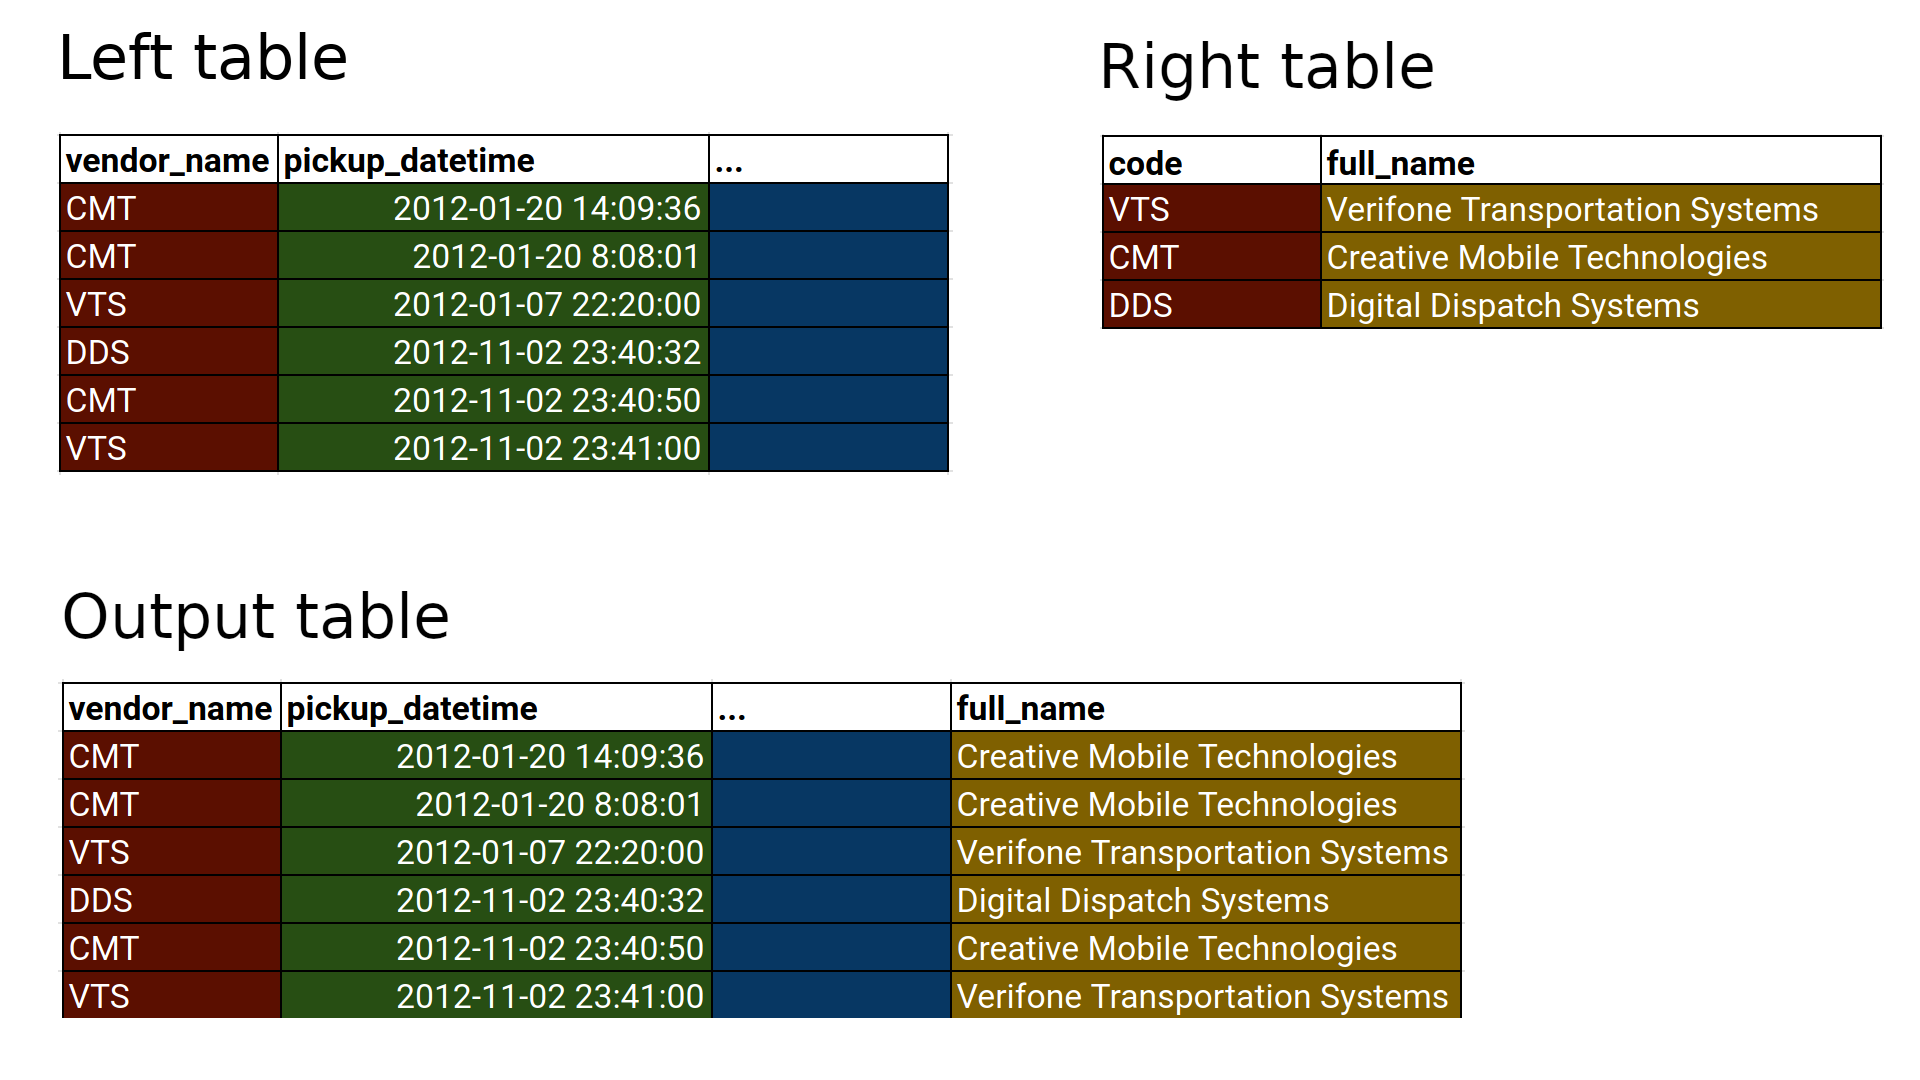 Left table
vendor_name pickup_datetime ...
CMT 2012-01-20 14:09:36
CMT 2012-01-20 8:08:01
VTS 2012-01-07 22:20:00
DDS 2012-11-02 23:40:32
CMT 2012-11-02 23:40:50
VTS 2012-11-02 23:41:00
Right table
code full_name
VTS Verifone Transportation Systems
CMT Creative Mobile Technologies
DDS Digital Dispatch Systems
Output table
vendor_name pickup_datetime ... full_name
CMT 2012-01-20 14:09:36 Creative Mobile Technologies
CMT 2012-01-20 8:08:01 Creative Mobile Technologies
VTS 2012-01-07 22:20:00 Verifone Transportation Systems
DDS 2012-11-02 23:40:32 Digital Dispatch Systems
CMT 2012-11-02 23:40:50 Creative Mobile Technologies
VTS 2012-11-02 23:41:00 Verifone Transportation Systems